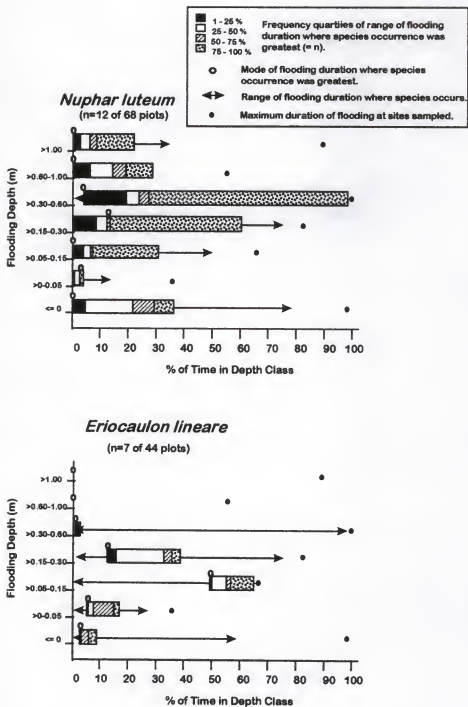 1 - 25 %
25 - 50 %
50 - 75 %
75 - 100 %
Frequency quartiles of range of flooding
duration where species occurrence was
greatest (= n).
Mode of flooding duration where species
occurrence was greatest.
Range of flooding duration where species occurs.
Maximum duration of flooding at sites sampled.
Nuphar luteum
(n=12 of 68 plots)
Flooding Depth (m)
>1.00
>0.60-1.00
>0.30-0.60
>0.15-0.30
>0.05-0.15
>0-0.05
<= 0
0 10 20 30 40 50 60 70 80 90 100
% of Time in Depth Class
Eriocaulon lineare
(n=7 of 44 plots)
Flooding Depth (m)
>1.00
>0.60-1.00
>0.30-0.60
>0.15-0.30
>0.05-0.15
>0-0.05
<= 0
0 10 20 30 40 50 60 70 80 90 100
% of Time in Depth Class